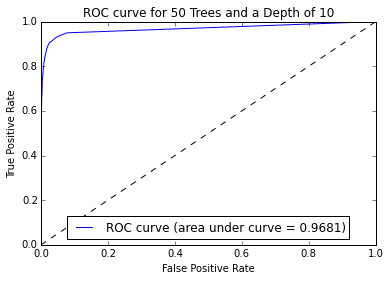 ROC curve for 50 Trees and a Depth of 10
True Positive Rate
1.0
0.8
0.6
0.4
0.2
0.0
ROC curve (area under curve = 0.9681)
0.0 0.2 0.4 0.6 0.8 1.0
False Positive Rate